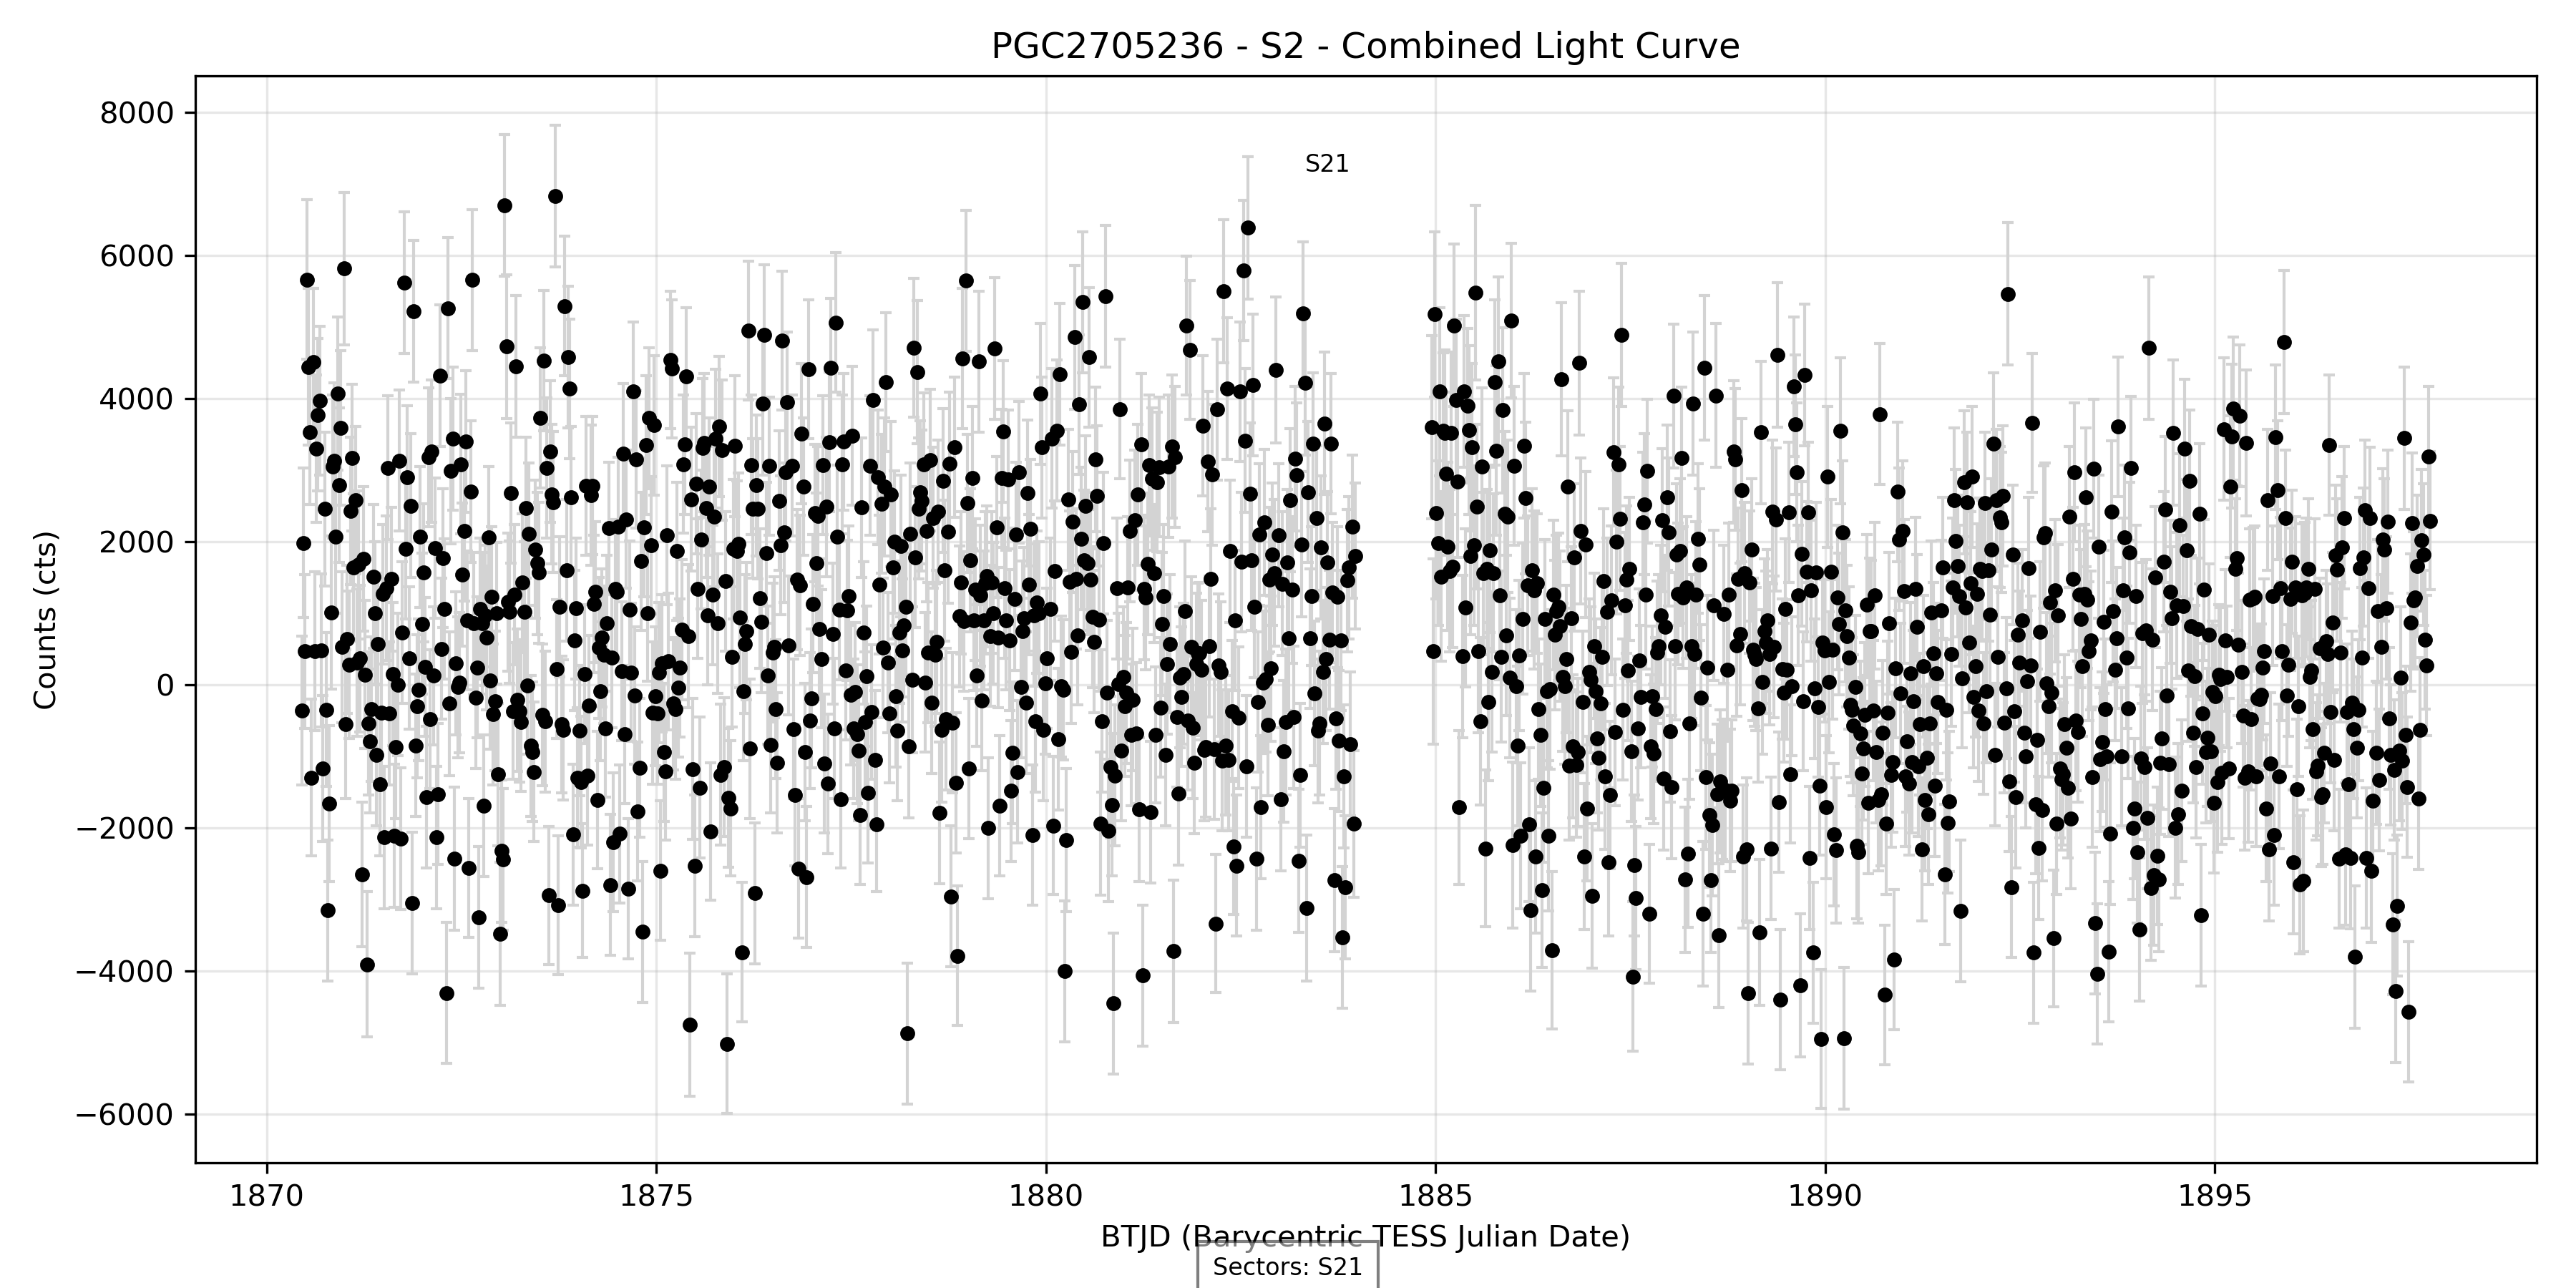 PGC2705236 - S2 - Combined Light Curve
8000
6000
4000
2000
0
−2000
−4000
−6000
Counts (cts)
S21
1870
1875
1880
1885
1890
1895
BTJD (Barycentric TESS Julian Date)
Sectors: S21